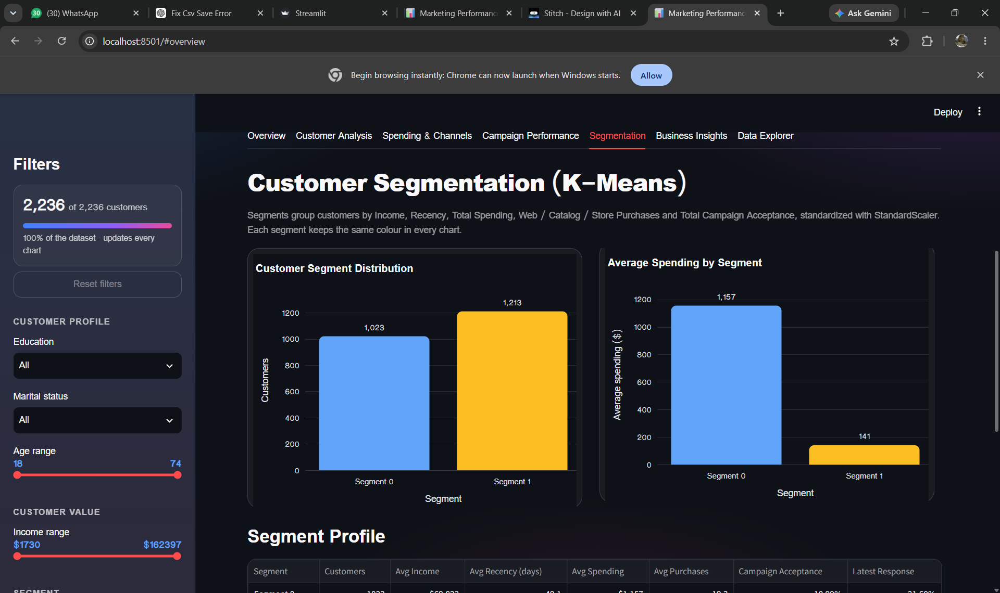 (30) WhatsApp
Fix Csv Save Error
Streamlit
Marketing Performanc
Stitch - Design with AI
Marketing Performanc
Ask Gemini
localhost:8501/#overview
Begin browsing instantly: Chrome can now launch when Windows starts.
Allow
Deploy
Overview
Customer Analysis
Spending & Channels
Campaign Performance
Segmentation
Business Insights
Data Explorer
Filters
2,236 of 2,236 customers
100% of the dataset · updates every
chart
Reset filters
CUSTOMER PROFILE
Education
All
Marital status
All
Age range
18
74
CUSTOMER VALUE
Income range
$1730
$162397
SEGMENT
Customer Segmentation (K-Means)
Segments group customers by Income, Recency, Total Spending, Web / Catalog / Store Purchases and Total Campaign Acceptance, standardized with StandardScaler.
Each segment keeps the same colour in every chart.
Customer Segment Distribution
1200
1000
800
600
400
200
0
Customers
1,023
1,213
Segment 0
Segment 1
Segment
Average Spending by Segment
1200
1000
800
600
400
200
0
Average spending ($)
1,157
141
Segment 0
Segment 1
Segment
Segment Profile
Segment
Customers
Avg Income
Avg Recency (days)
Avg Spending
Avg Purchases
Campaign Acceptance
Latest Response